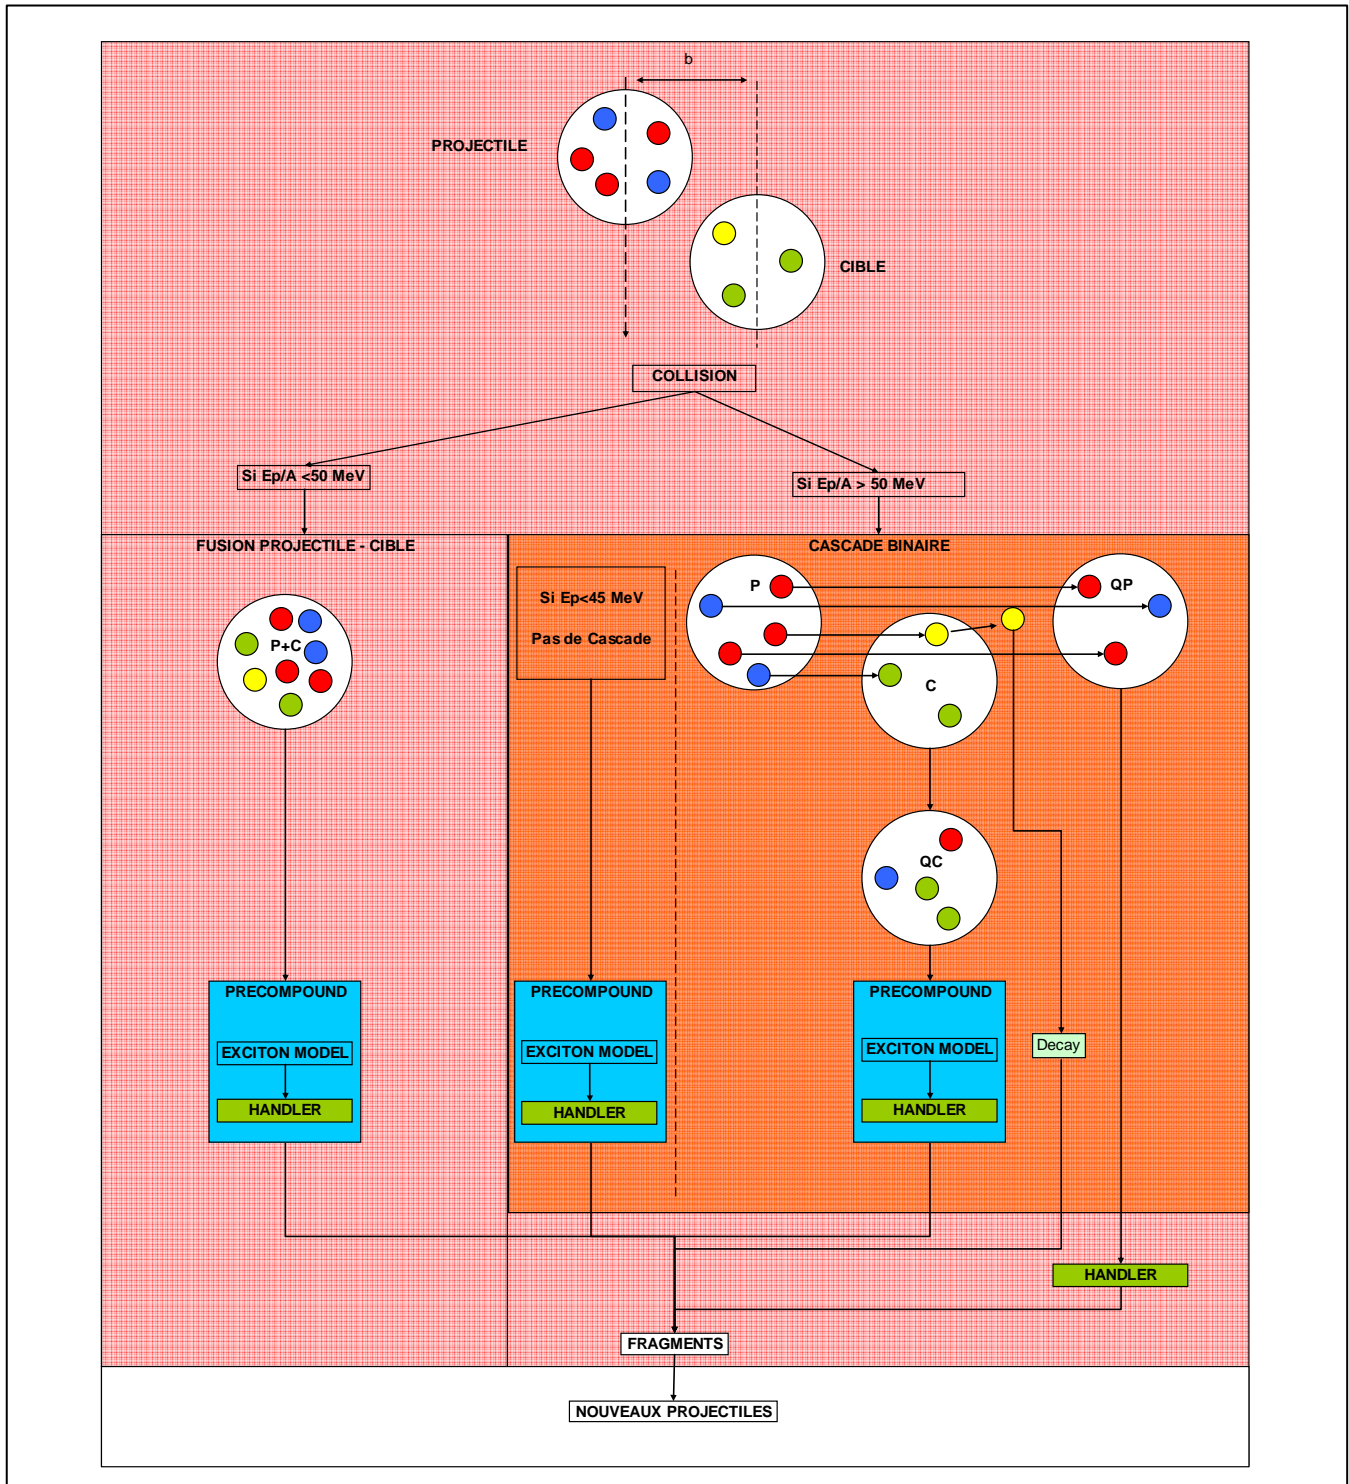 b
PROJECTILE
CIBLE
COLLISION
Si Ep/A <50 MeV
Si Ep/A > 50 MeV
FUSION PROJECTILE - CIBLE
CASCADE BINAIRE
P+C
Si Ep<45 MeV
Pas de Cascade
P
QP
C
QC
PRECOMPOUND
EXCITON MODEL
HANDLER
PRECOMPOUND
EXCITON MODEL
HANDLER
PRECOMPOUND
EXCITON MODEL
HANDLER
Decay
HANDLER
FRAGMENTS
NOUVEAUX PROJECTILES